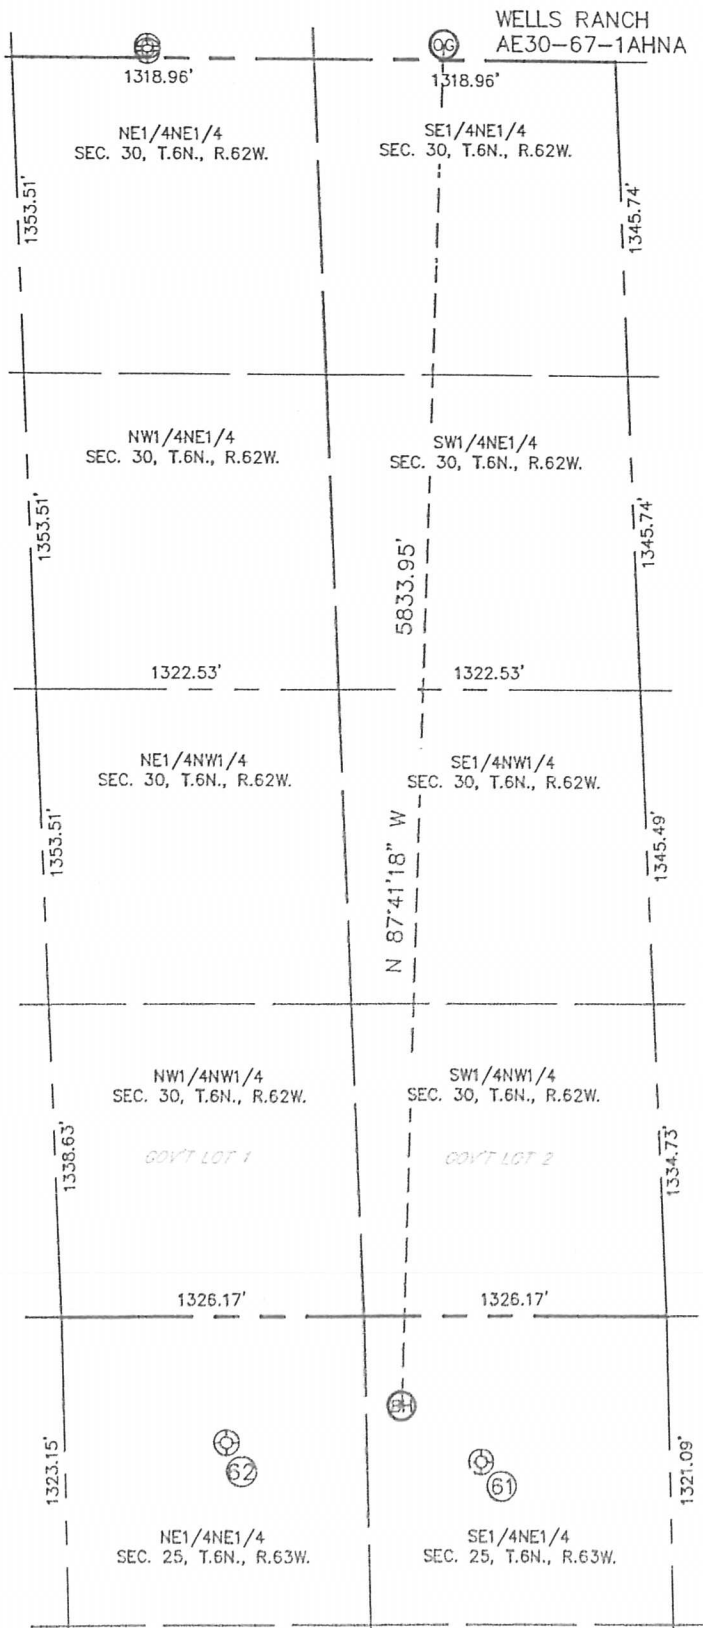 WELLS RANCH
AE30-67-1AHNA
OG
1318.96'
1318.96'
NE1/4NE1/4
SEC. 30, T.6N., R.62W.
SE1/4NE1/4
SEC. 30, T.6N., R.62W.
1353.51'
1345.74'
NW1/4NE1/4
SEC. 30, T.6N., R.62W.
SW1/4NE1/4
SEC. 30, T.6N., R.62W.
1353.51'
5833.95'
1345.74'
1322.53'
1322.53'
NE1/4NW1/4
SEC. 30, T.6N., R.62W.
SE1/4NW1/4
SEC. 30, T.6N., R.62W.
1353.51'
N 87°41'18" W
1345.49'
NW1/4NW1/4
SEC. 30, T.6N., R.62W.
SW1/4NW1/4
SEC. 30, T.6N., R.62W.
1338.63'
GOV'T LOT 1
GOV'T LOT 2
1334.73'
1326.17'
1326.17'
BH
62
61
1323.15'
1321.09'
NE1/4NE1/4
SEC. 25, T.6N., R.63W.
SE1/4NE1/4
SEC. 25, T.6N., R.63W.